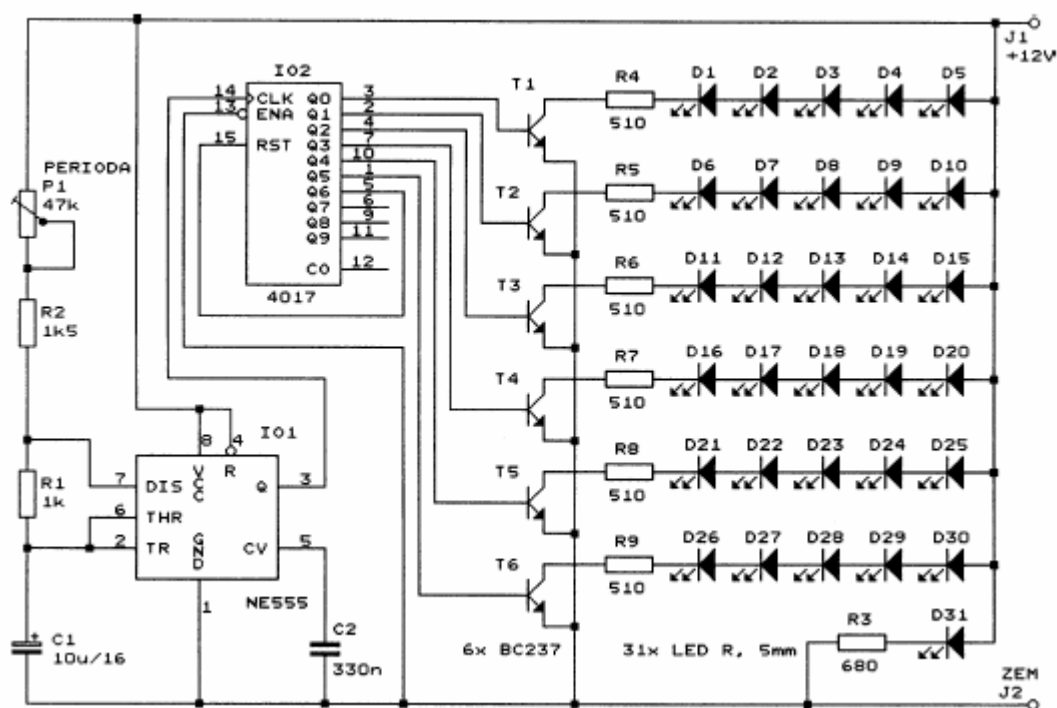 J1
+12V
IO2
14
13
15
CLK
ENA
RST
Q0
Q1
Q2
Q3
Q4
Q5
Q6
Q7
Q8
Q9
CO
3
2
4
7
10
1
5
6
9
11
12
4017
PERIODA
P1
47k
R2
1k5
R1
1k
C1
+
10u/16
IO1
8
4
7
6
2
DIS
THR
TR
VCC
R
GND
Q
CV
3
5
1
NE555
C2
330n
T1
R4
510
D1 D2 D3 D4 D5
T2
R5
510
D6 D7 D8 D9 D10
T3
R6
510
D11 D12 D13 D14 D15
T4
R7
510
D16 D17 D18 D19 D20
T5
R8
510
D21 D22 D23 D24 D25
T6
R9
510
D26 D27 D28 D29 D30
6x BC237
31x LED R, 5mm
R3
680
D31
ZEM
J2